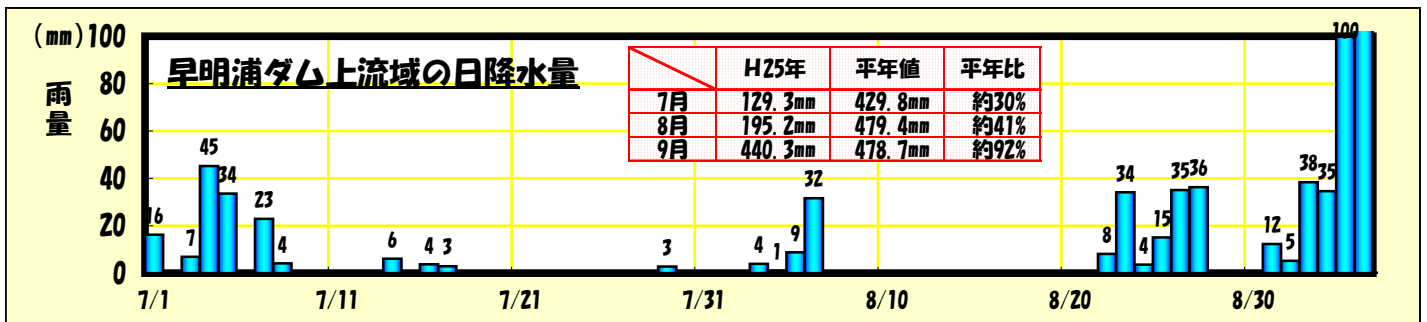 (mm) 100
80
60
40
20
0
雨量
早明浦ダム上流域の日降水量
H25年 平年値 平年比
7月 129.3mm 429.8mm 約30%
8月 195.2mm 479.4mm 約41%
9月 440.3mm 478.7mm 約92%
16 7 45 34 23 4 6 4 3 3 4 1 9 32 8 34 4 15 35 36 12 5 38 35 100
7/1 7/11 7/21 7/31 8/10 8/20 8/30